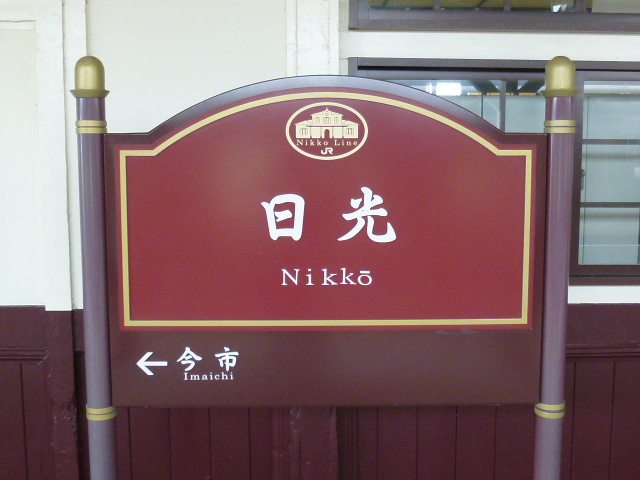 Nikko Line
JR
日光
Nikkō
← 今市
Imaichi